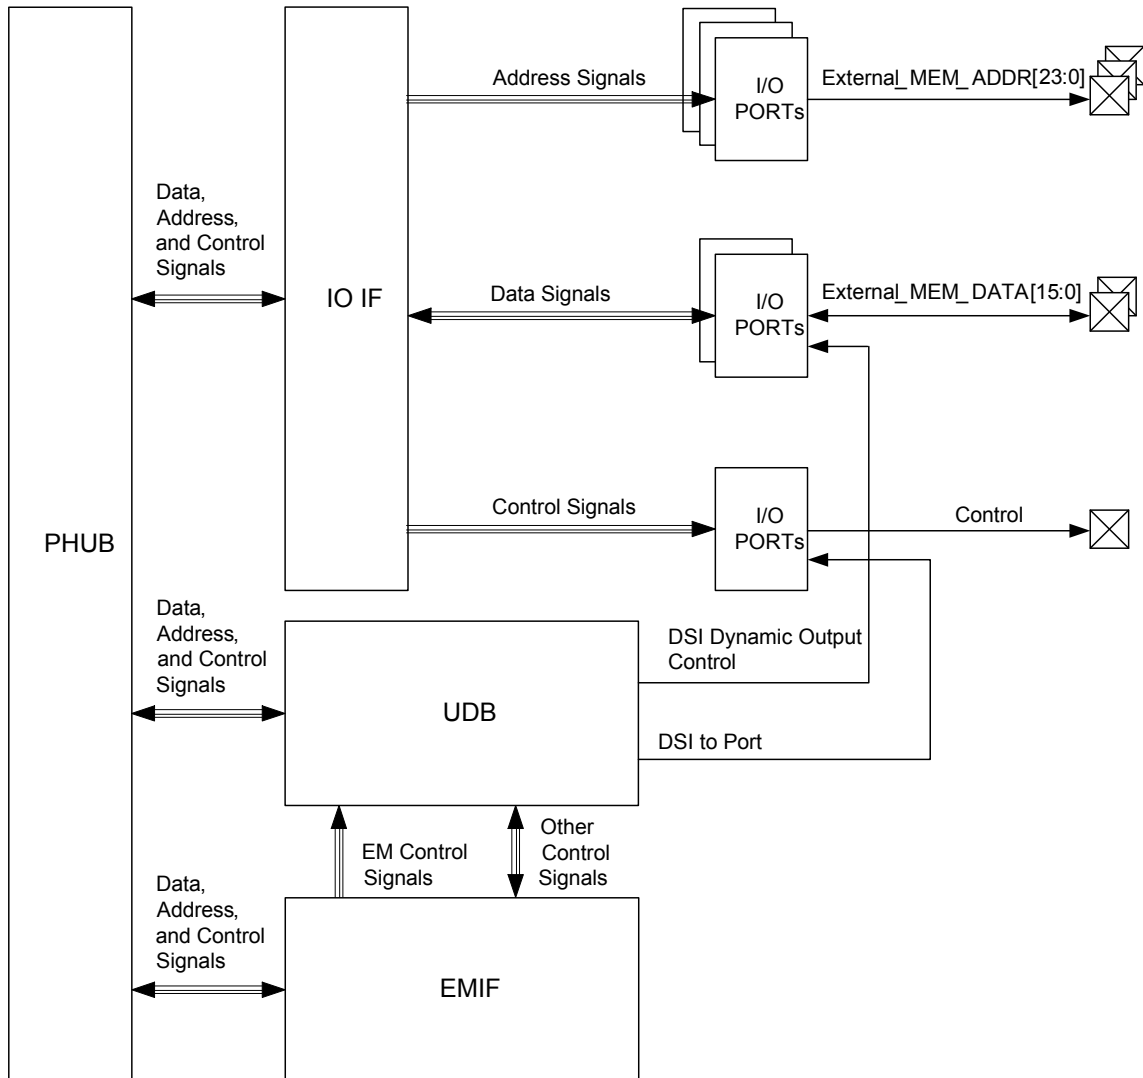 Address Signals
I/O
PORTs
External_MEM_ADDR[23:0]
Data,
Address,
and Control
Signals
IO IF
Data Signals
I/O
PORTs
External_MEM_DATA[15:0]
PHUB
Control Signals
I/O
PORTs
Control
Data,
Address,
and Control
Signals
UDB
DSI Dynamic Output
Control
DSI to Port
EM Control
Signals
Other
Control
Signals
Data,
Address,
and Control
Signals
EMIF